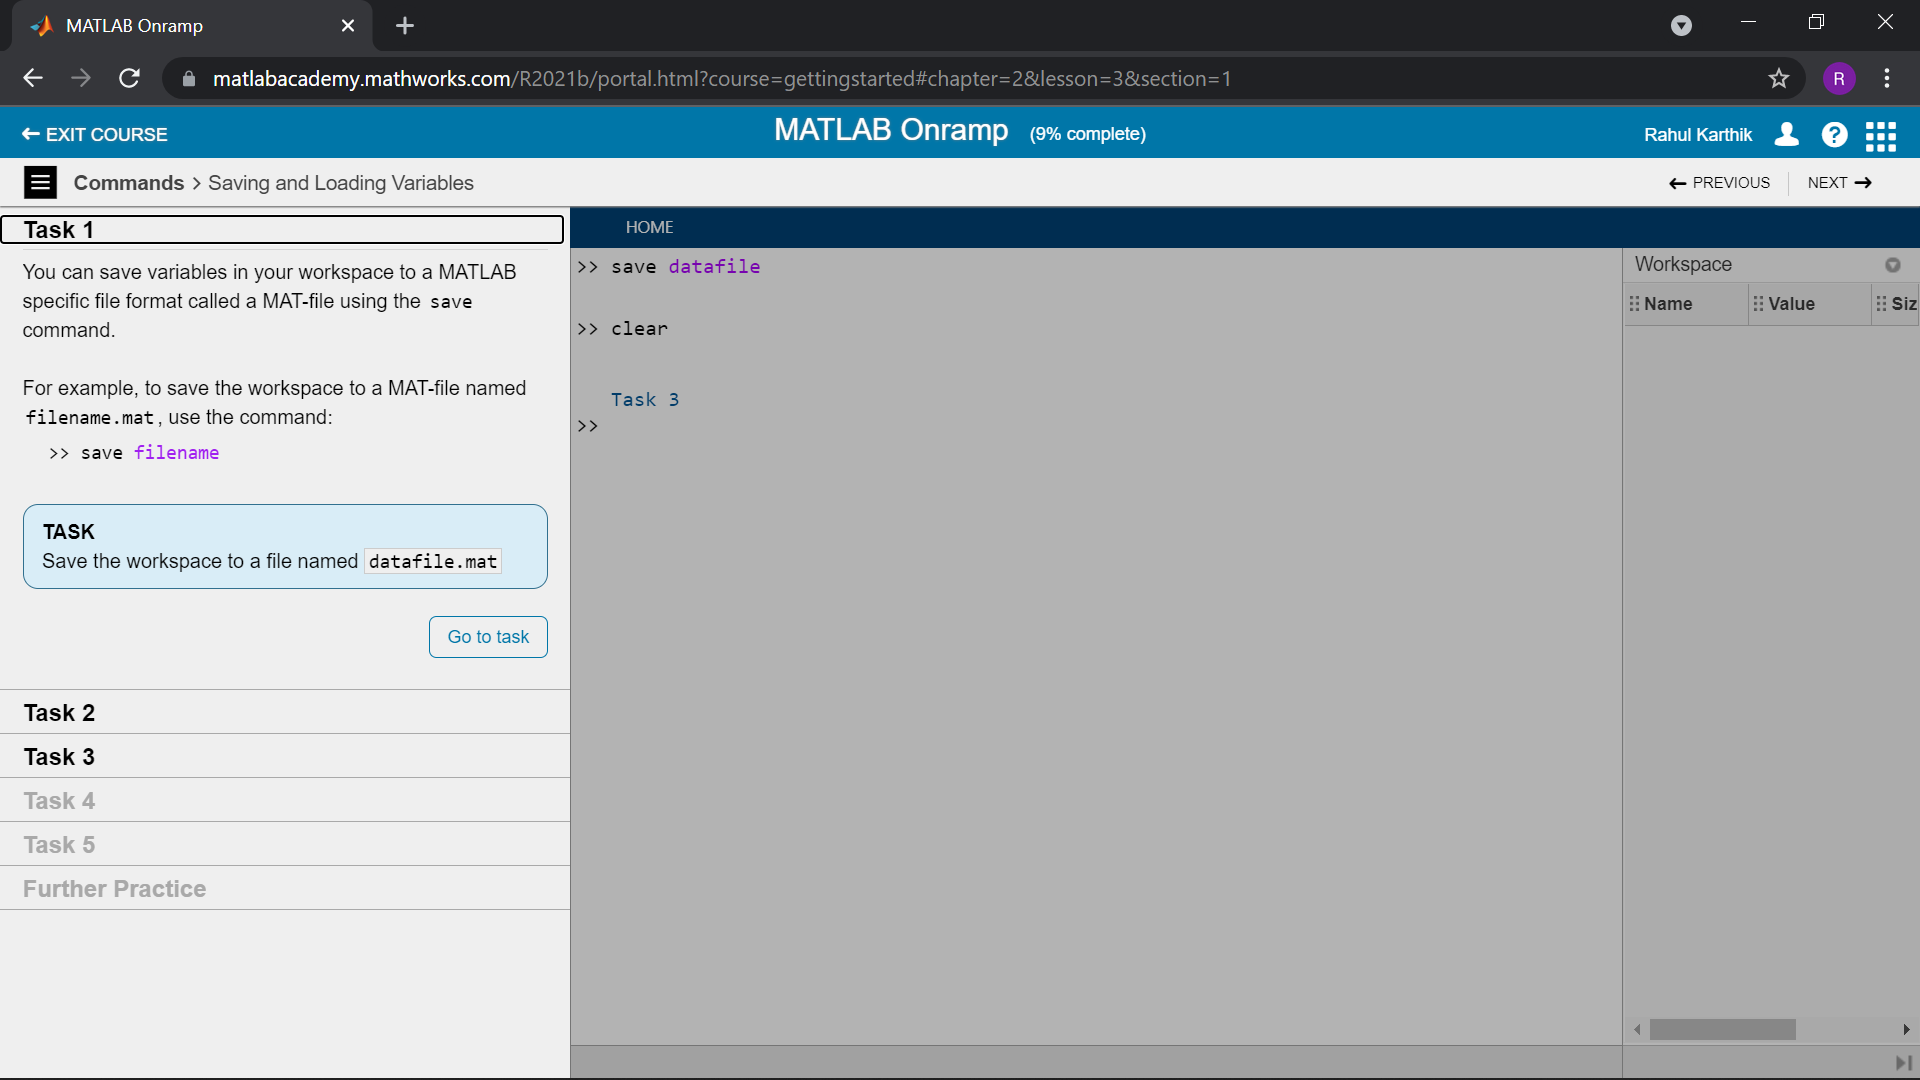 MATLAB Onramp
matlabacademy.mathworks.com/R2021b/portal.html?course=gettingstarted#chapter=2&lesson=3&section=1
R
EXIT COURSE
MATLAB Onramp (9% complete)
Rahul Karthik
?
Commands > Saving and Loading Variables
PREVIOUS
NEXT
Task 1
You can save variables in your workspace to a MATLAB
specific file format called a MAT-file using the save
command.
For example, to save the workspace to a MAT-file named
filename.mat, use the command:
>> save filename
TASK
Save the workspace to a file named datafile.mat
Go to task
Task 2
Task 3
Task 4
Task 5
Further Practice
HOME
>> save datafile
>> clear
Task 3
>>
Workspace
Name Value Siz